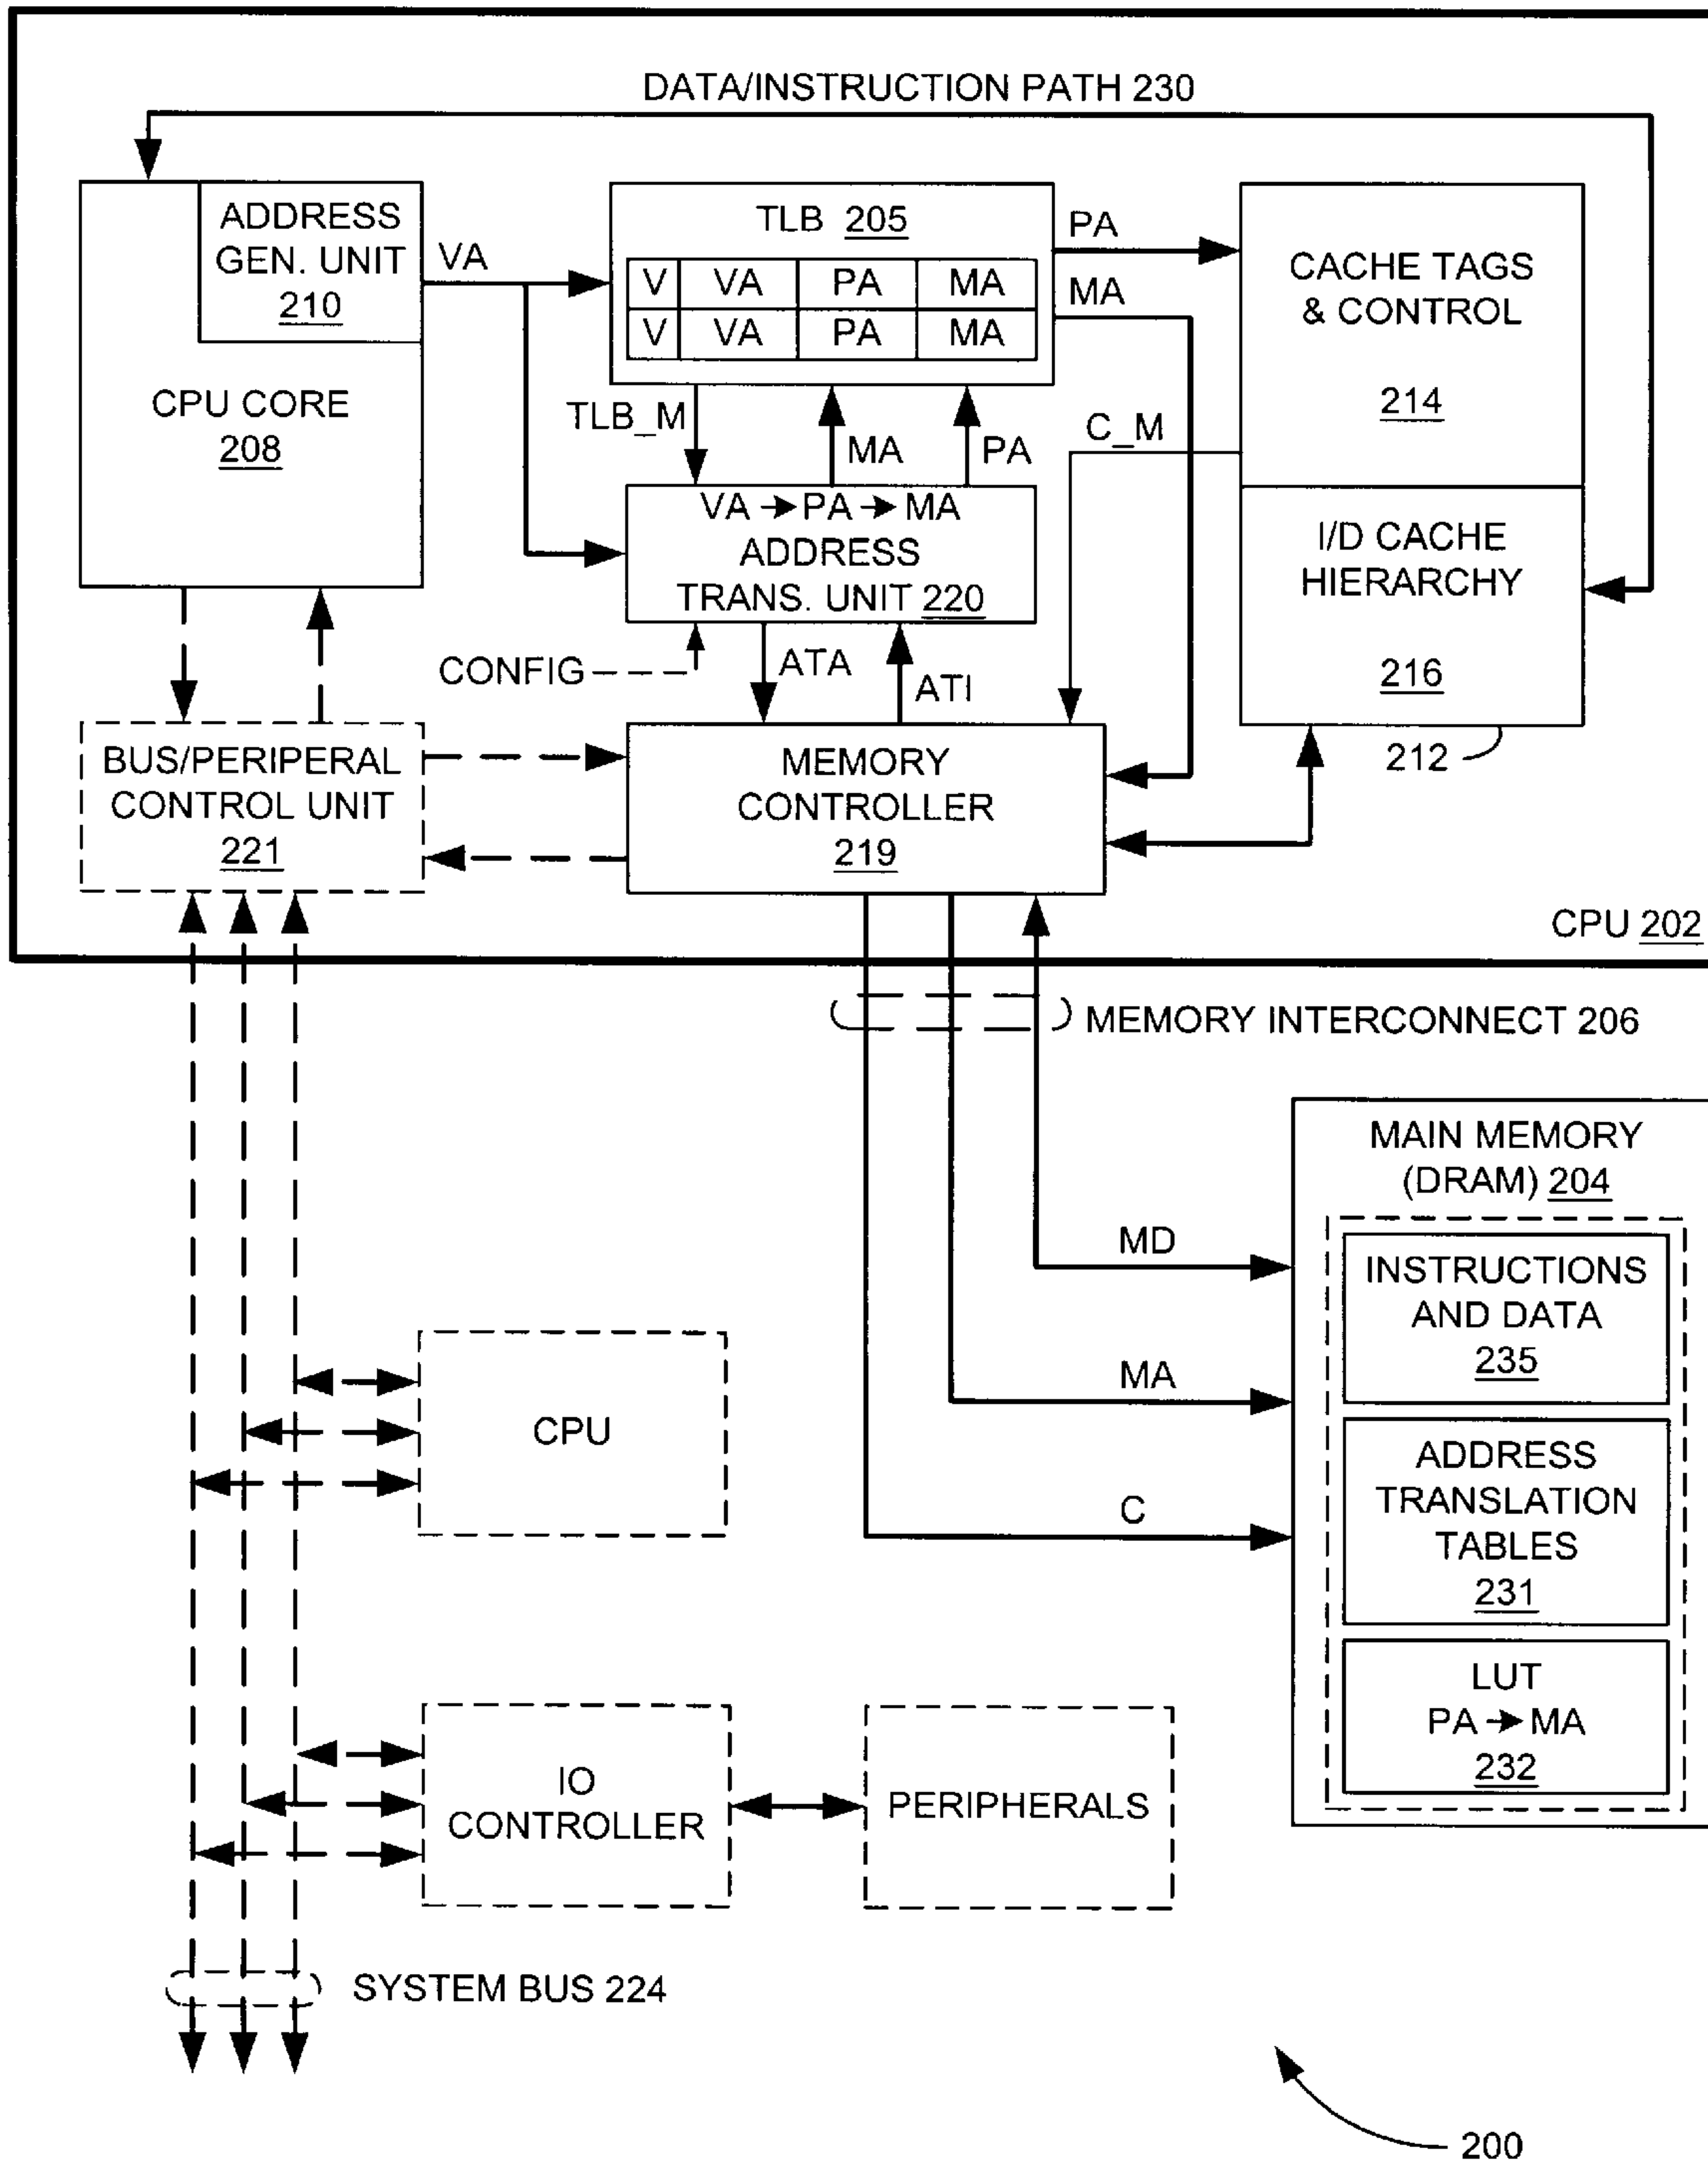 DATA/INSTRUCTION PATH 230
ADDRESS
GEN. UNIT
210
CPU CORE
208
VA
TLB 205
V VA PA MA
V VA PA MA
PA
MA
CACHE TAGS
& CONTROL
214
TLB_M
MA
PA
C_M
VA → PA → MA
ADDRESS
TRANS. UNIT 220
I/D CACHE
HIERARCHY
216
212
CONFIG
ATA
ATI
BUS/PERIPERAL
CONTROL UNIT
221
MEMORY
CONTROLLER
219
CPU 202
MEMORY INTERCONNECT 206
MAIN MEMORY
(DRAM) 204
INSTRUCTIONS
AND DATA
235
ADDRESS
TRANSLATION
TABLES
231
LUT
PA → MA
232
MD
MA
C
CPU
IO
CONTROLLER
PERIPHERALS
SYSTEM BUS 224
200